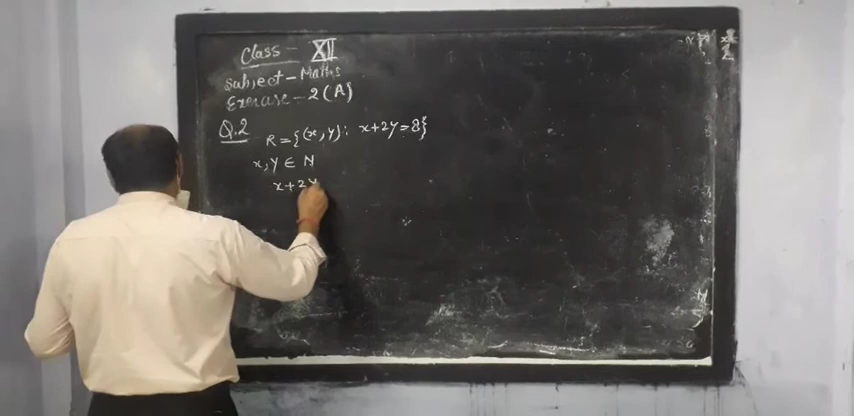 Class - XII
Subject - Maths
Exercise - 2(A)
Q.2 R = {(x, y) : x+2y=8}
x, y ∈ N
x+2y